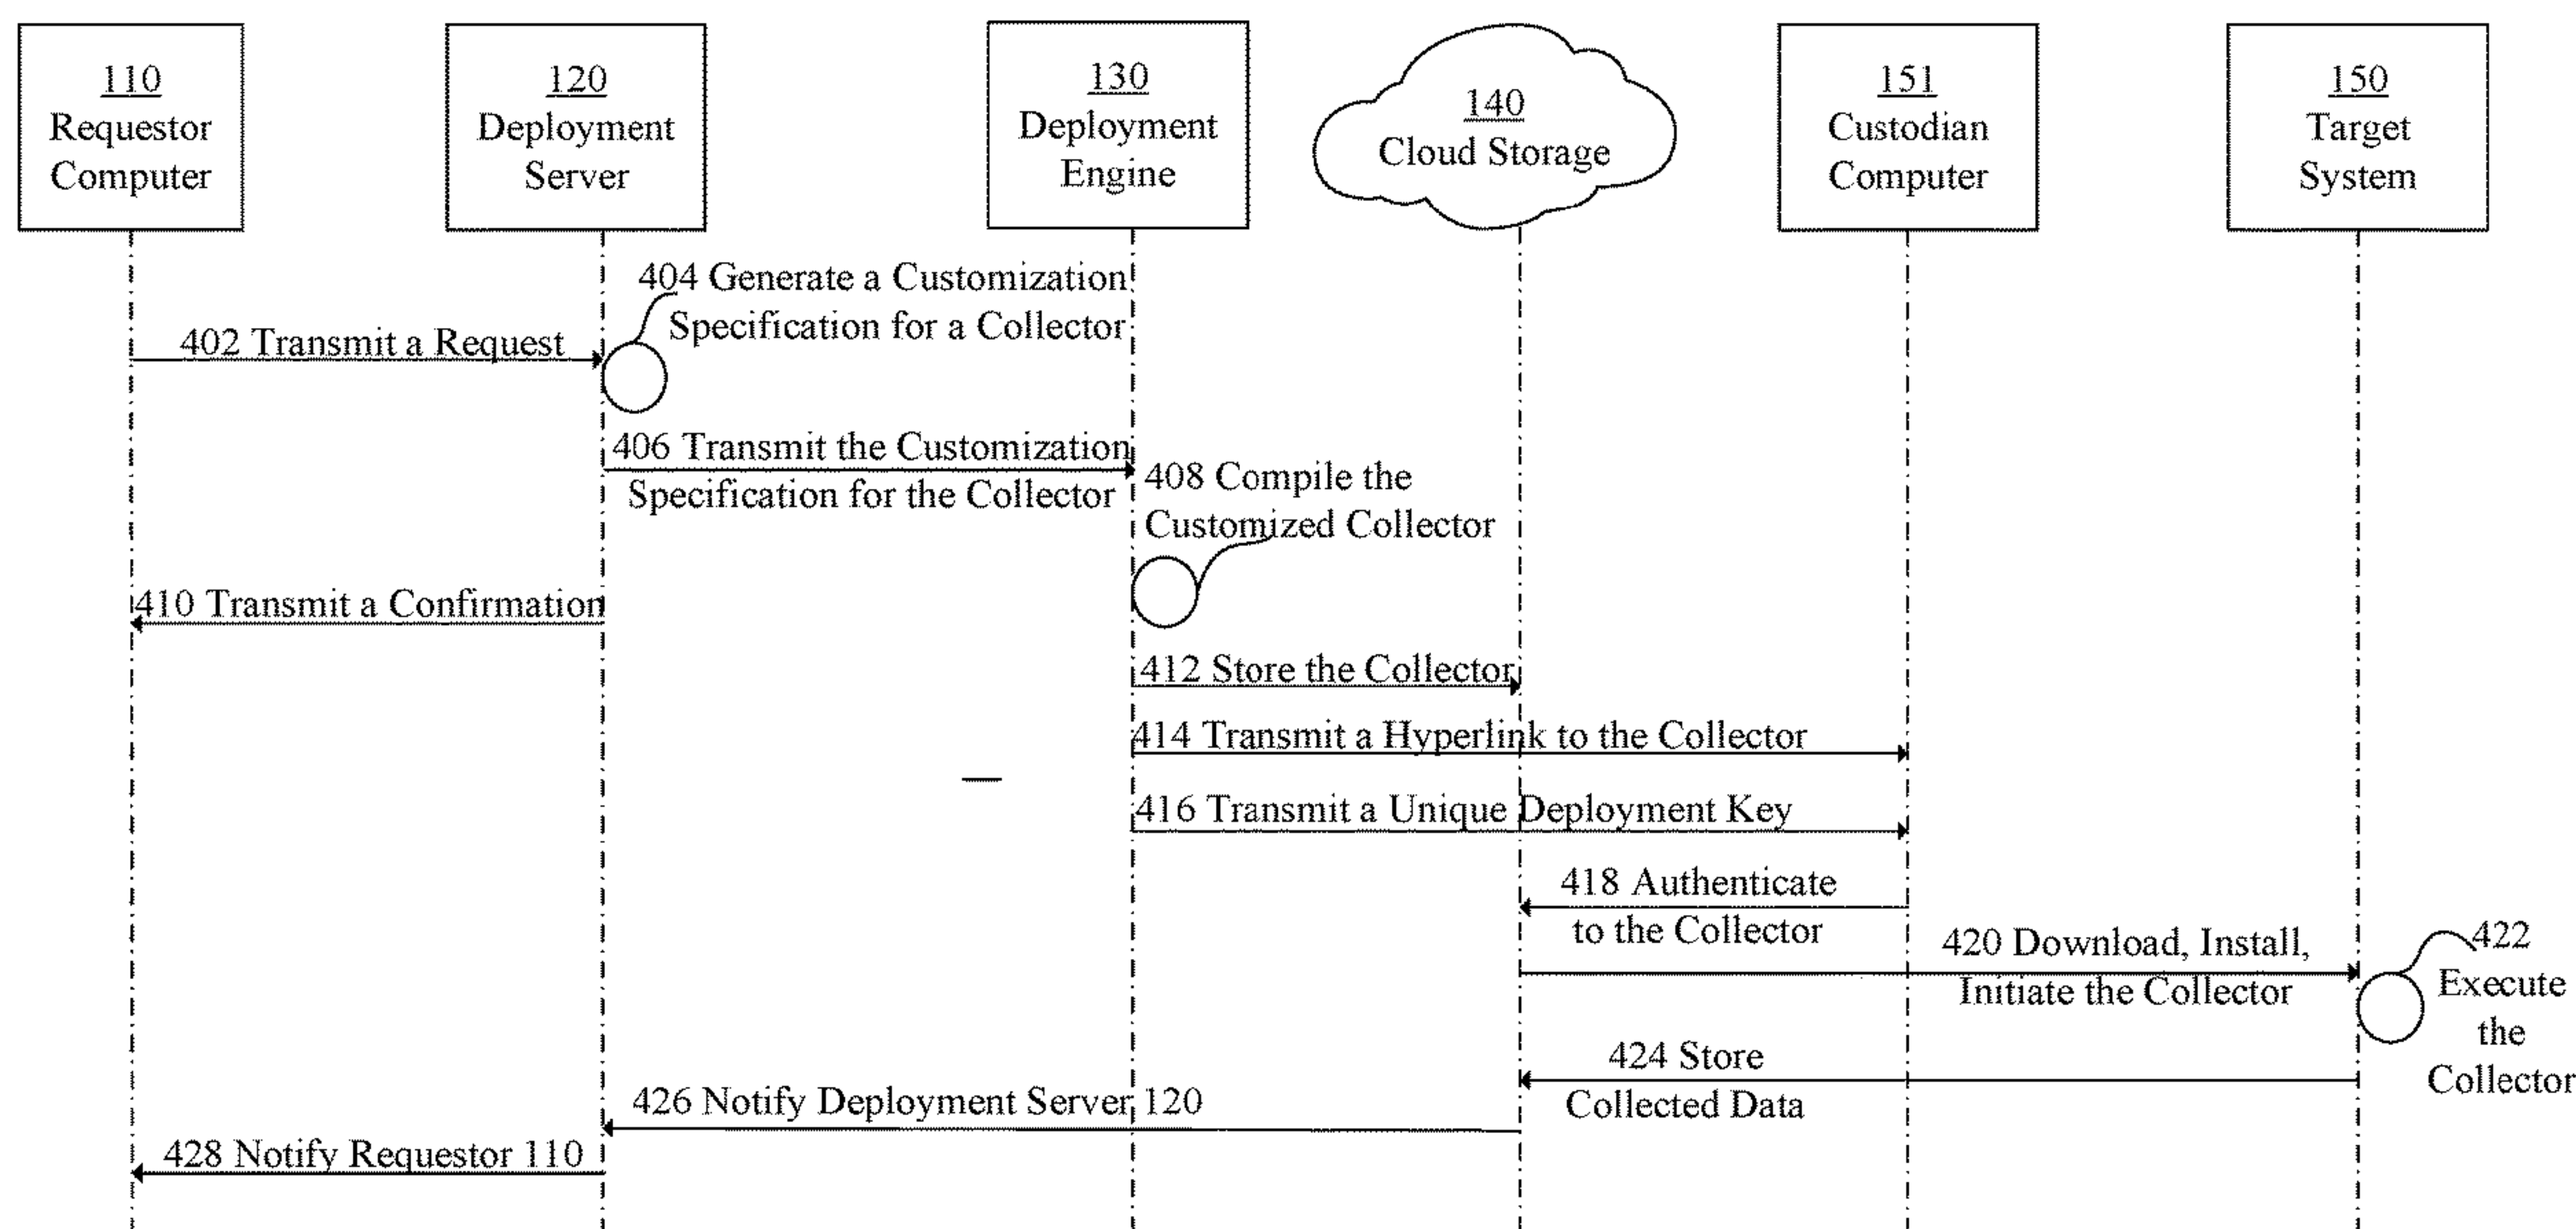 110
Requestor
Computer
120
Deployment
Server
130
Deployment
Engine
140
Cloud Storage
151
Custodian
Computer
150
Target
System
404 Generate a Customization
Specification for a Collector
402 Transmit a Request
406 Transmit the Customization
Specification for the Collector
408 Compile the
Customized Collector
410 Transmit a Confirmation
412 Store the Collector
414 Transmit a Hyperlink to the Collector
416 Transmit a Unique Deployment Key
418 Authenticate
to the Collector
420 Download, Install,
Initiate the Collector
422
Execute
the
Collector
424 Store
Collected Data
426 Notify Deployment Server 120
428 Notify Requestor 110